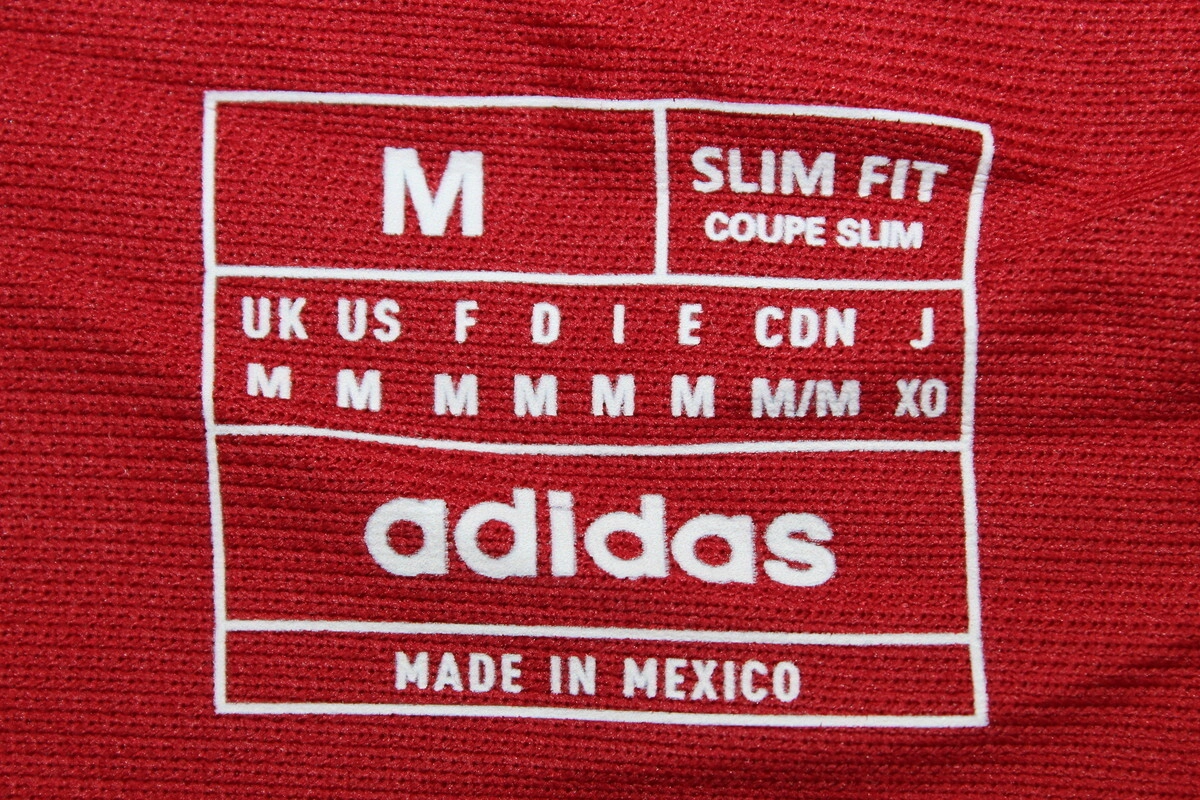 M
SLIM FIT
COUPE SLIM
UK US F D I E CDN J
M M M M M M M/M XO
adidas
MADE IN MEXICO